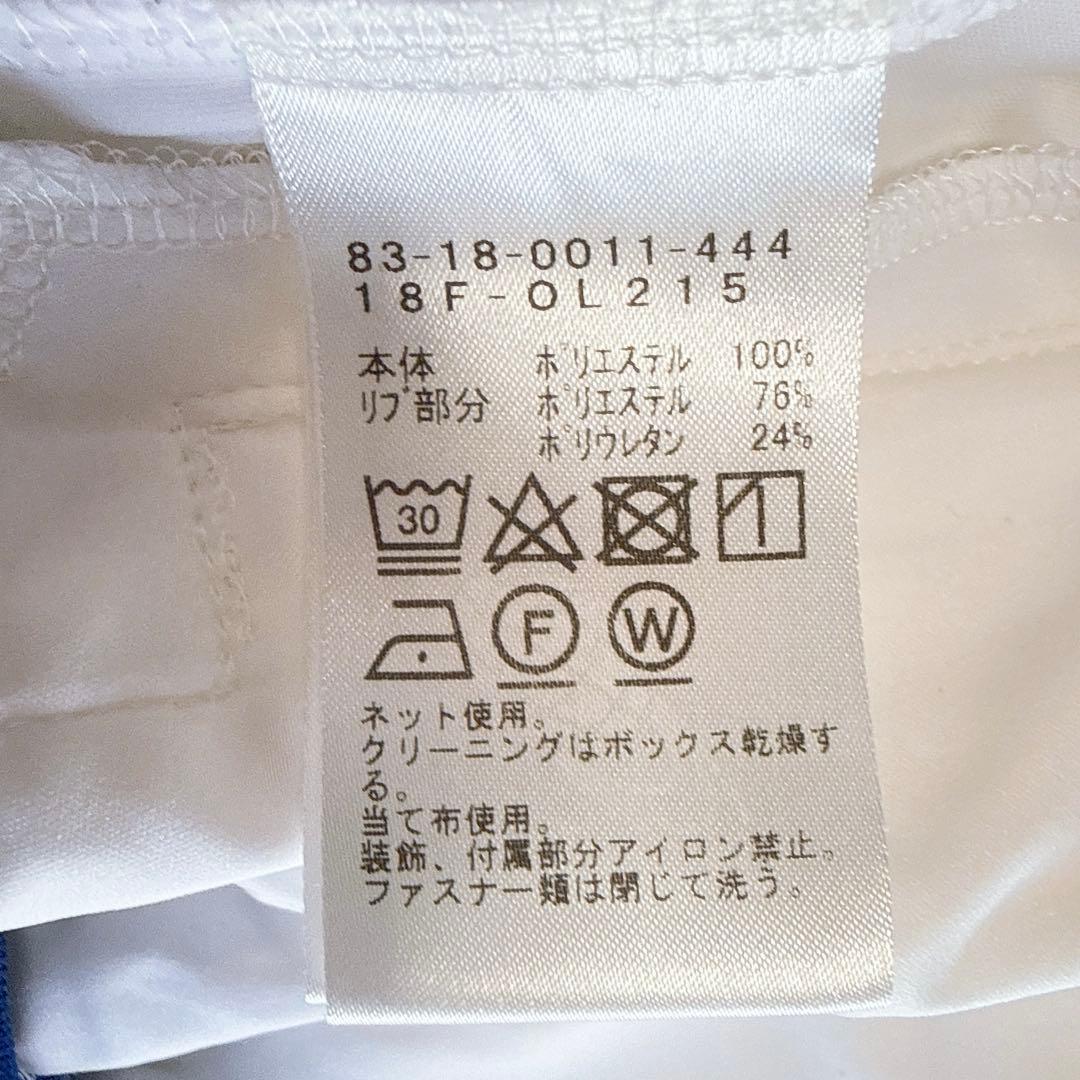 83-18-0011-444
18F-OL215
本体 ポリエステル 100%
リブ部分 ポリエステル 76%
ポリウレタン 24%
30
F W
ネット使用。
クリーニングはボックス乾燥す
る。
当て布使用。
装飾、付属部分アイロン禁止。
ファスナー類は閉じて洗う。